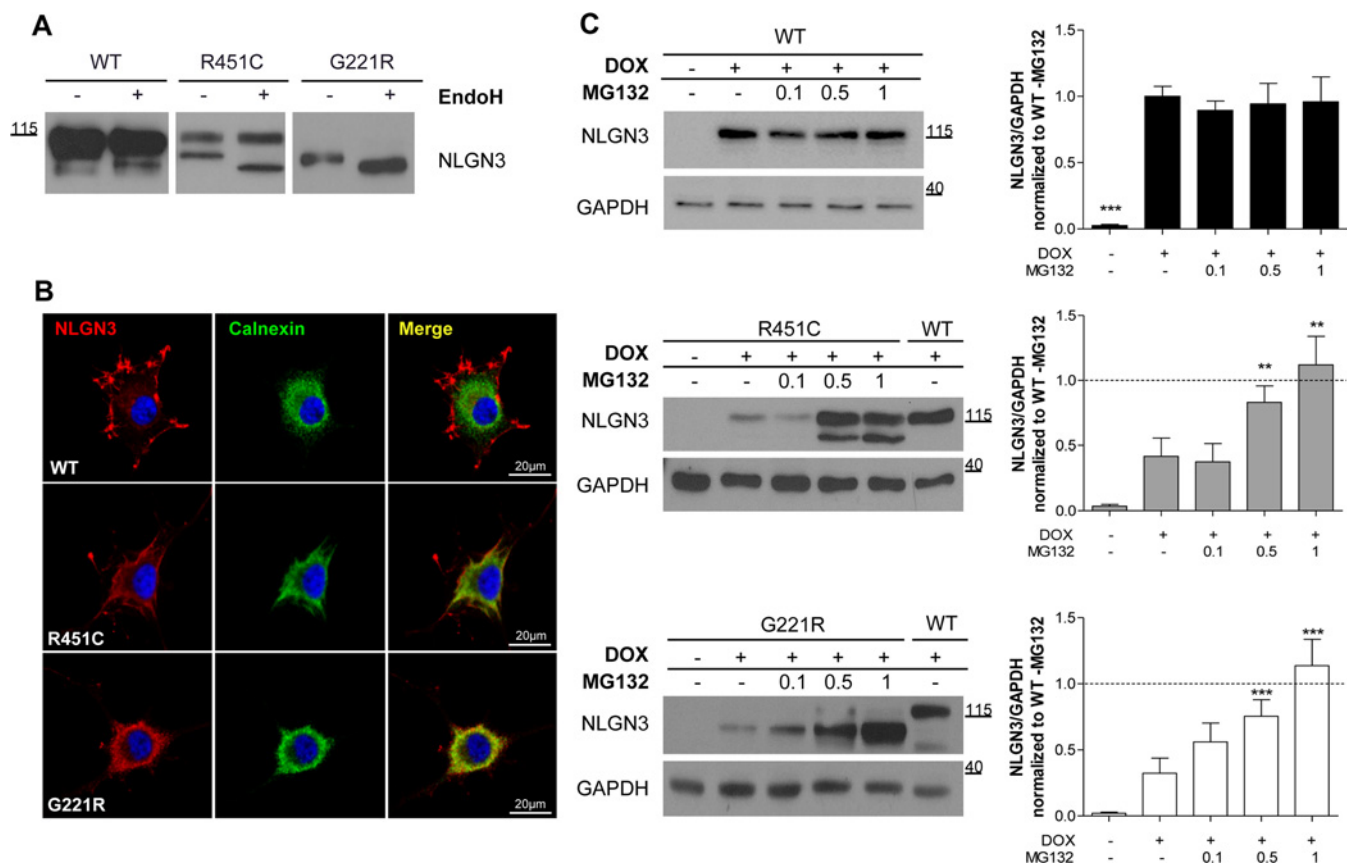 A
WT R451C G221R
- + - + - + EndoH
115
NLGN3
B
NLGN3 Calnexin Merge
WT 20µm
R451C 20µm
G221R 20µm
C
WT
DOX - + + + +
MG132 - - 0.1 0.5 1
NLGN3 115
40
GAPDH
NLGN3/GAPDH
normalized to WT -MG132
1.5
1.0
0.5
0.0
***
DOX - + + + +
MG132 - - 0.1 0.5 1
R451C WT
DOX - + + + + +
MG132 - - 0.1 0.5 1 -
NLGN3 115
40
GAPDH
NLGN3/GAPDH
normalized to WT -MG132
1.5
1.0
0.5
0.0
** **
DOX - + + + +
MG132 - - 0.1 0.5 1
G221R WT
DOX - + + + + +
MG132 - - 0.1 0.5 1 -
NLGN3 115
40
GAPDH
NLGN3/GAPDH
normalized to WT -MG132
1.5
1.0
0.5
0.0
*** ***
DOX - + + + +
MG132 - - 0.1 0.5 1